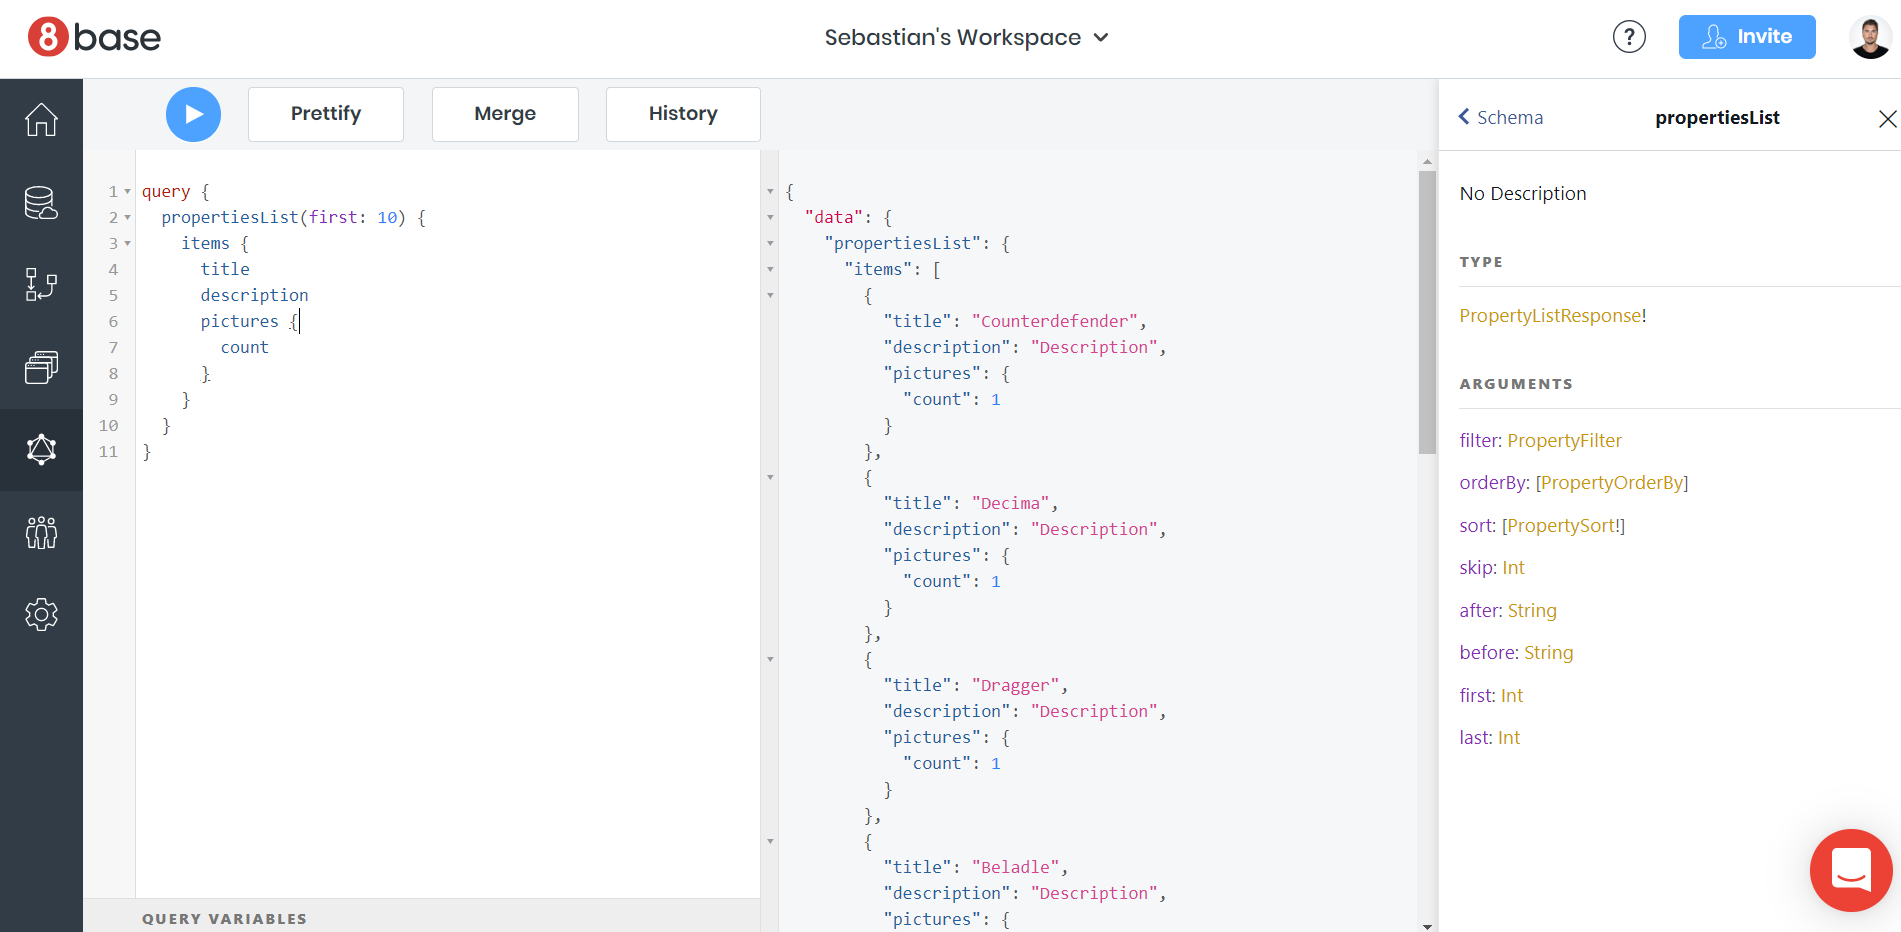 8base
Sebastian's Workspace
?
Invite
Prettify
Merge
History
1 query {
2 propertiesList(first: 10) {
3 items {
4 title
5 description
6 pictures {
7 count
8 }
9 }
10 }
11 }
QUERY VARIABLES
{
"data": {
"propertiesList": {
"items": [
{
"title": "Counterdefender",
"description": "Description",
"pictures": {
"count": 1
}
},
{
"title": "Decima",
"description": "Description",
"pictures": {
"count": 1
}
},
{
"title": "Dragger",
"description": "Description",
"pictures": {
"count": 1
}
},
{
"title": "Beladle",
"description": "Description",
"pictures": {
Schema
propertiesList
No Description
TYPE
PropertyListResponse!
ARGUMENTS
filter: PropertyFilter
orderBy: [PropertyOrderBy]
sort: [PropertySort!]
skip: Int
after: String
before: String
first: Int
last: Int